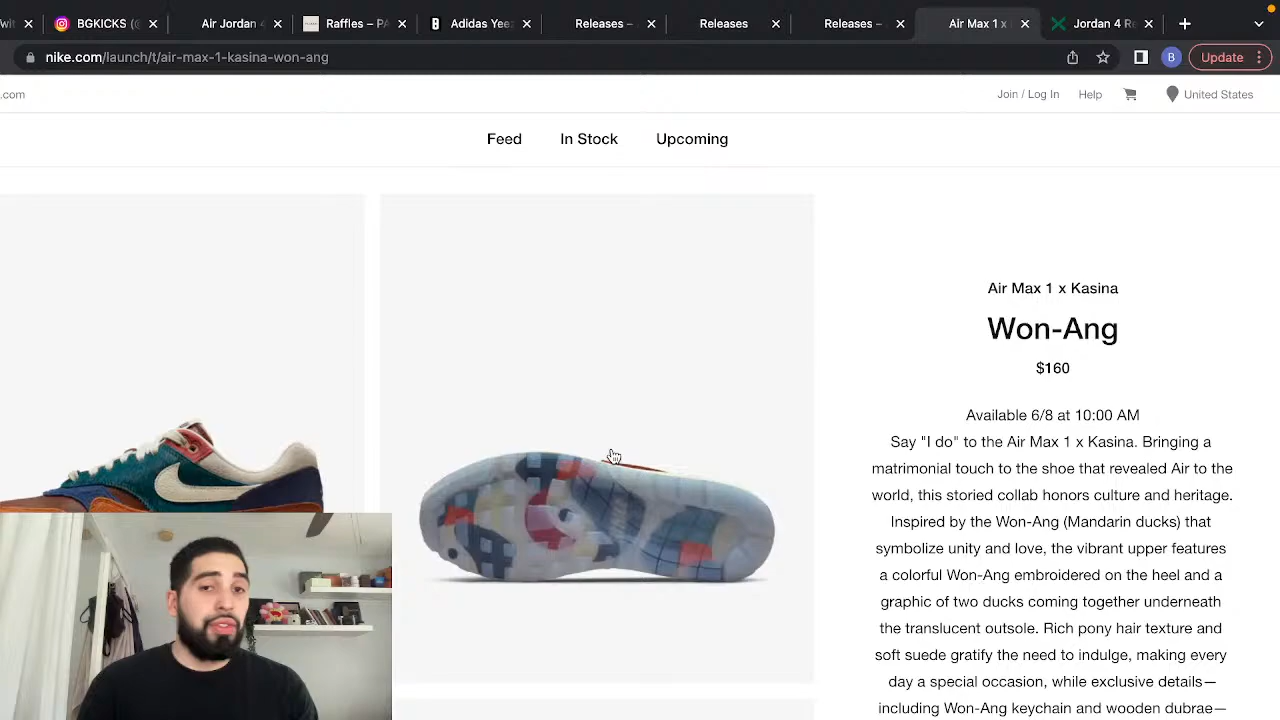 wit
BGKICKS (
Air Jordan 4
Raffles – PA
Adidas Yeez
Releases –
Releases
Releases –
Air Max 1 x
Jordan 4 Re
nike.com/launch/t/air-max-1-kasina-won-ang
B
Update
.com
Join / Log In
Help
United States
Feed
In Stock
Upcoming
Air Max 1 x Kasina
Won-Ang
$160
Available 6/8 at 10:00 AM
Say "I do" to the Air Max 1 x Kasina. Bringing a
matrimonial touch to the shoe that revealed Air to the
world, this storied collab honors culture and heritage.
Inspired by the Won-Ang (Mandarin ducks) that
symbolize unity and love, the vibrant upper features
a colorful Won-Ang embroidered on the heel and a
graphic of two ducks coming together underneath
the translucent outsole. Rich pony hair texture and
soft suede gratify the need to indulge, making every
day a special occasion, while exclusive details—
including Won-Ang keychain and wooden dubrae—